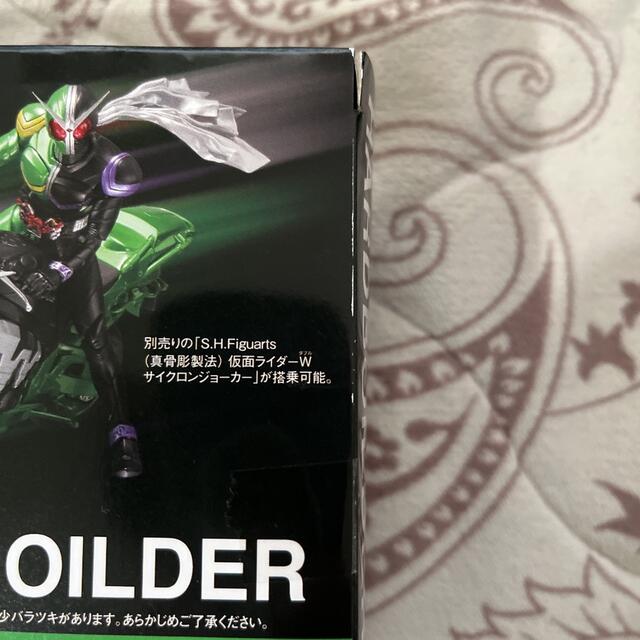 別売りの「S.H.Figuarts
(真骨彫製法) 仮面ライダーW
サイクロンジョーカー」が搭乗可能。
OILDER
少バラツキがあります。あらかじめご了承ください。